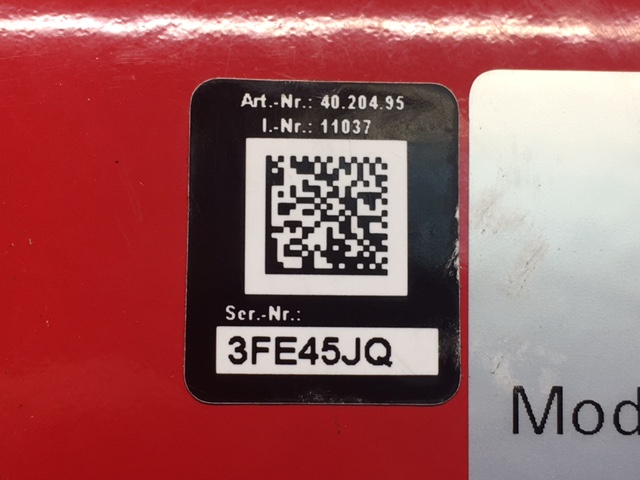 Art.-Nr.: 40.204.95
I.-Nr.: 11037
Ser.-Nr.:
3FE45JQ
Mod